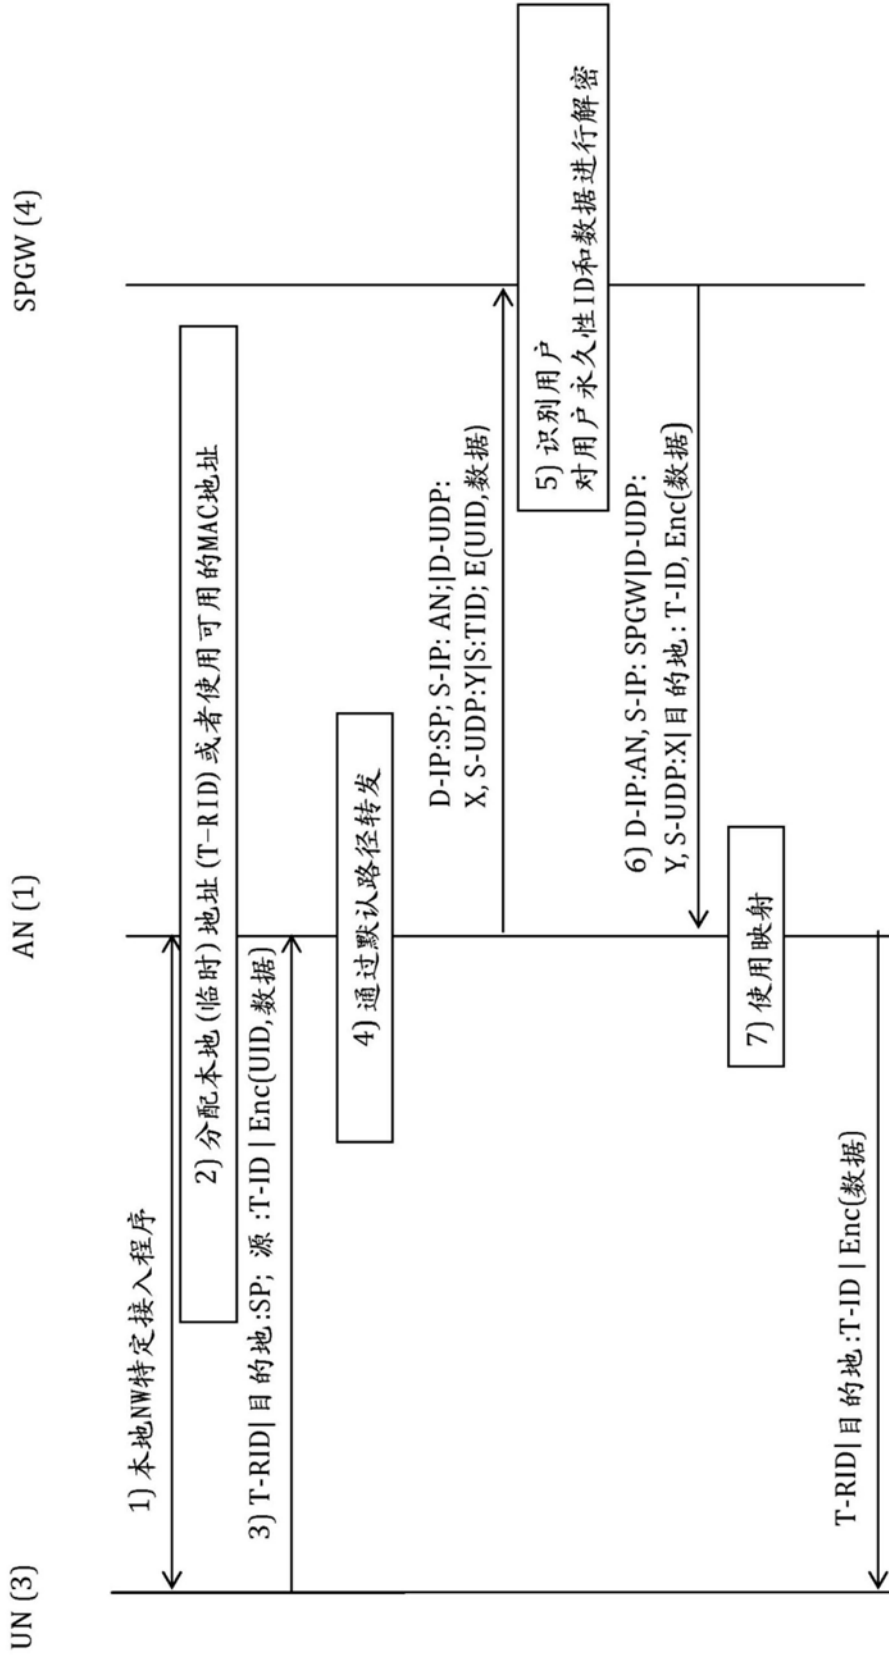 UN (3)
AN (1)
SPGW (4)
1) 本地NW特定接入程序
2) 分配本地(临时)地址(T-RID)或者使用可用的MAC地址
3) T-RID|目的地:SP; 源:T-ID | Enc(UID,数据)
4) 通过默认路径转发
D-IP:SP; S-IP: AN;|D-UDP:
X, S-UDP:Y|S:TID; E(UID,数据)
5) 识别用户
对用户永久性ID和数据进行解密
6) D-IP:AN, S-IP: SPGW|D-UDP:
Y, S-UDP:X|目的地: T-ID, Enc(数据)
7) 使用映射
T-RID|目的地:T-ID | Enc(数据)